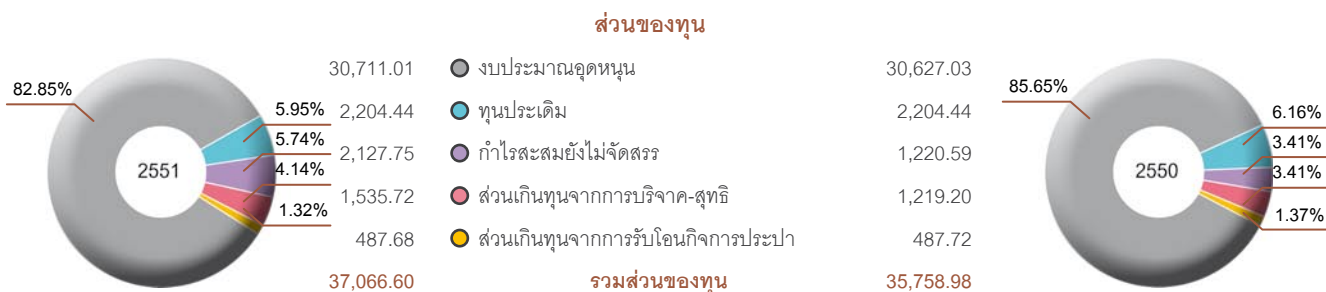 ส่วนของทุน
30,711.01 งบประมาณอุดหนุน 30,627.03
82.85% 85.65%
5.95% 2,204.44 ทุนประเดิม 2,204.44 6.16%
5.74% 3.41%
2551 2,127.75 กำไรสะสมยังไม่จัดสรร 1,220.59 2550
4.14% 3.41%
1,535.72 ส่วนเกินทุนจากการบริจาค-สุทธิ 1,219.20
1.32% 1.37%
487.68 ส่วนเกินทุนจากการรับโอนกิจการประปา 487.72
37,066.60 รวมส่วนของทุน 35,758.98